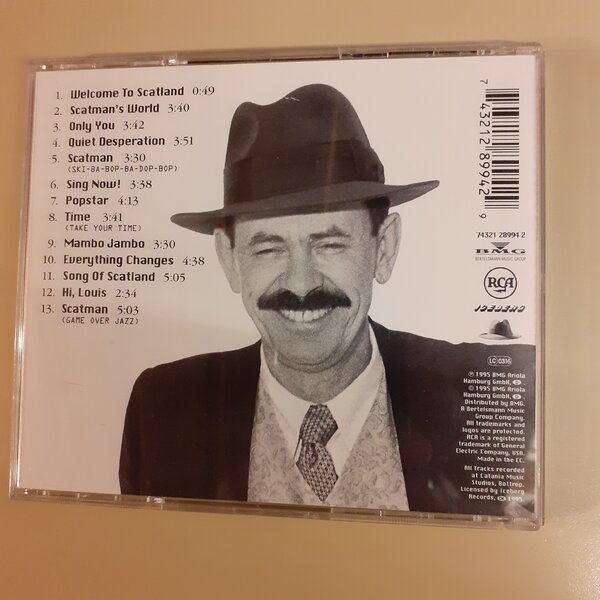 1. Welcome To Scatland 0:49
2. Scatman's World 3:40
3. Only You 3:42
4. Quiet Desperation 3:51
5. Scatman 3:30
(SKI-BA-BOP-BA-DOP-BOP)
6. Sing Now! 3:38
7. Popstar 4:13
8. Time 3:41
(TAKE YOUR TIME)
9. Mambo Jambo 3:30
10. Everything Changes 4:38
11. Song Of Scatland 5:05
12. Hi, Louis 2:34
13. Scatman 5:03
(GAME OVER JAZZ)
7 43212 89942 9
74321 28994 2
BMG
BERTELSMANN MUSIC GROUP
RCA
ICEBERG
LC 0316
℗ 1995 BMG Ariola
Hamburg GmbH,
© 1995 BMG Ariola
Hamburg GmbH,
Distributed by BMG.
A Bertelsmann Music
Group Company.
All trademarks and
logos are protected.
RCA is a registered
trademark of General
Electric Company, USA.
Made in the EC.
All Tracks recorded
at Catania Music
Studios, Bottrop.
Licensed by Iceberg
Records, 1995.